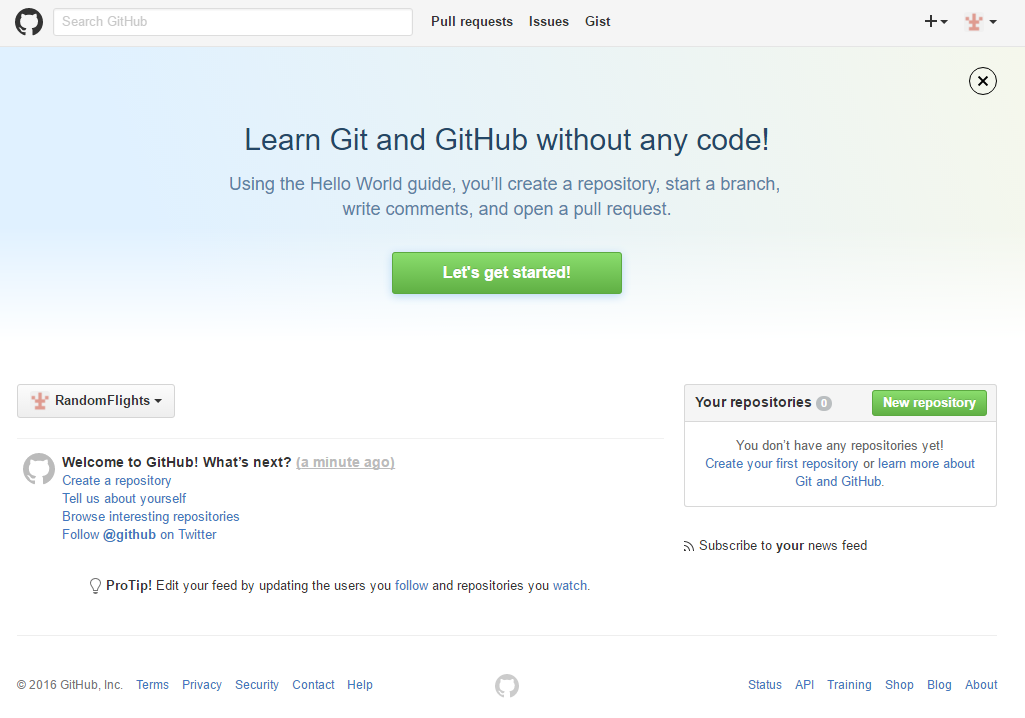 Search GitHub
Pull requests Issues Gist
Learn Git and GitHub without any code!
Using the Hello World guide, you’ll create a repository, start a branch,
write comments, and open a pull request.
Let's get started!
RandomFlights
Welcome to GitHub! What’s next? (a minute ago)
Create a repository
Tell us about yourself
Browse interesting repositories
Follow @github on Twitter
ProTip! Edit your feed by updating the users you follow and repositories you watch.
Your repositories 0 New repository
You don’t have any repositories yet!
Create your first repository or learn more about
Git and GitHub.
Subscribe to your news feed
© 2016 GitHub, Inc. Terms Privacy Security Contact Help
Status API Training Shop Blog About